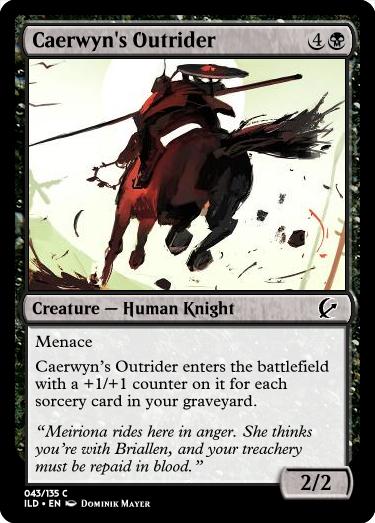 Caerwyn's Outrider 4
Creature — Human Knight
Menace
Caerwyn's Outrider enters the battlefield
with a +1/+1 counter on it for each
sorcery card in your graveyard.
“Meiriona rides here in anger. She thinks
you're with Briallen, and your treachery
must be repaid in blood.”
2/2
043/135 C
ILD • EN Dominik Mayer